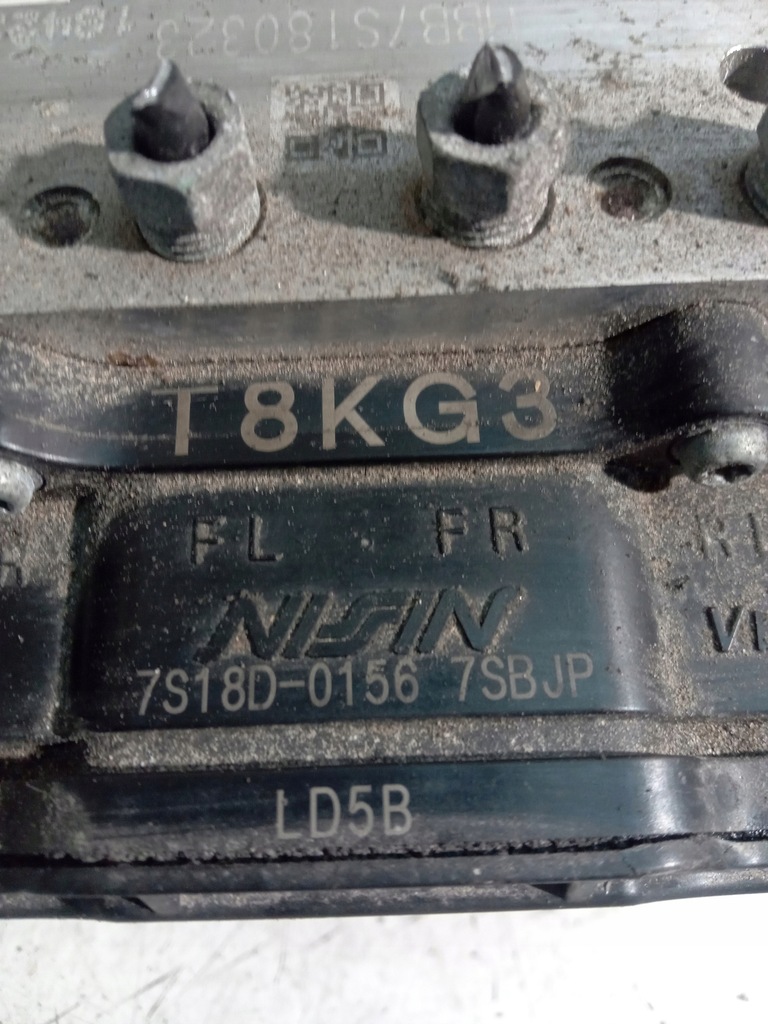 T8KG3
FL FR
NISSIN
7S18D-0156 7SBJP
LD5B